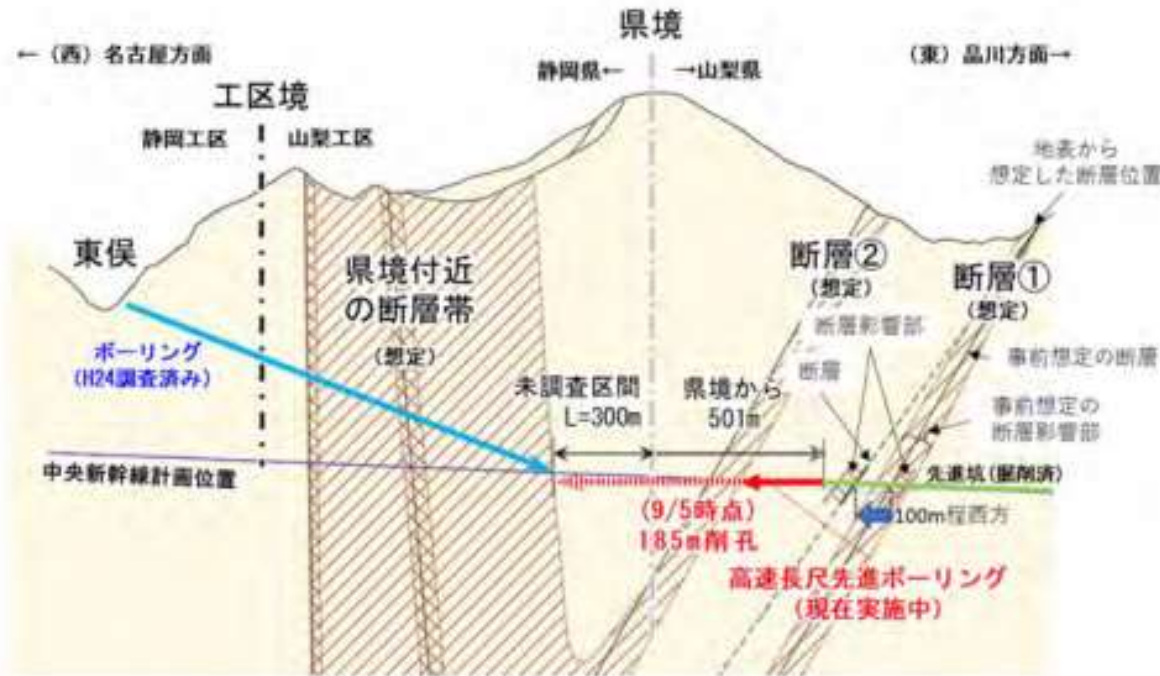 県境
←（西）名古屋方面
静岡県←
→山梨県
（東）品川方面→
工区境
静岡工区
山梨工区
地表から
想定した断層位置
東俣
県境付近
の断層帯
（想定）
断層②
（想定）
断層①
（想定）
断層影響部
断層
事前想定の断層
事前想定の
断層影響部
ボーリング
（H24調査済み）
未調査区間
L=300m
県境から
501m
中央新幹線計画位置
先進坑（掘削済）
（9/5時点）
185m削孔
100m程西方
高速長尺先進ボーリング
（現在実施中）